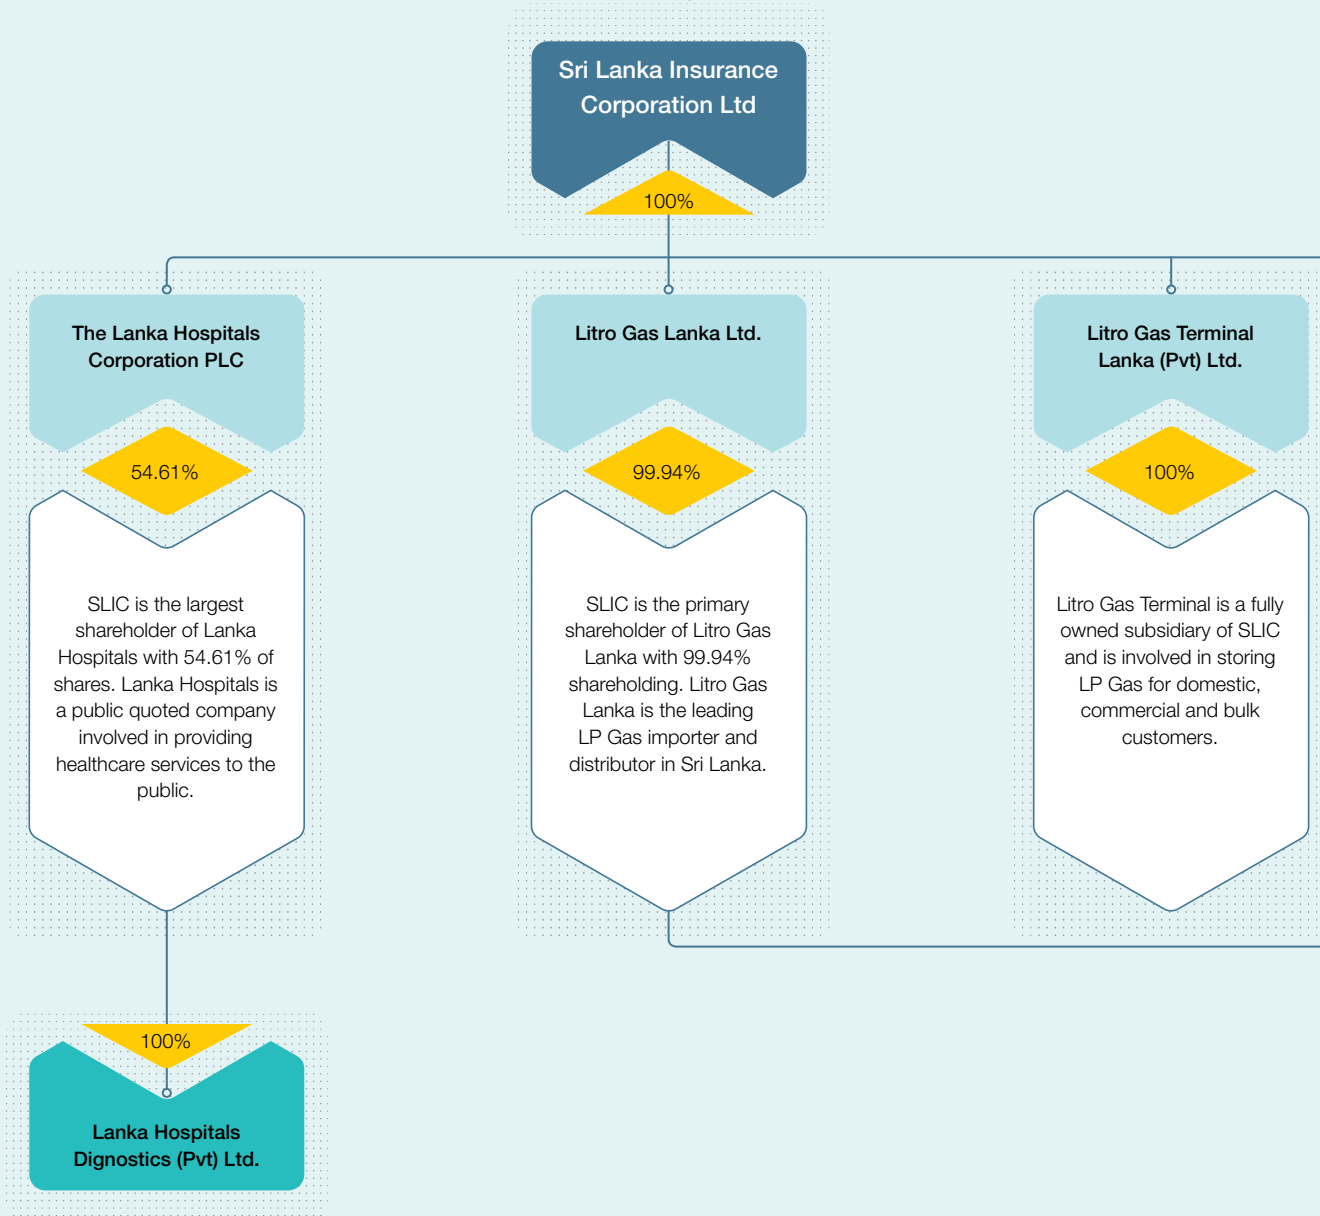 Sri Lanka Insurance
Corporation Ltd
100%
The Lanka Hospitals
Corporation PLC
54.61%
SLIC is the largest
shareholder of Lanka
Hospitals with 54.61% of
shares. Lanka Hospitals is
a public quoted company
involved in providing
healthcare services to the
public.
100%
Lanka Hospitals
Dignostics (Pvt) Ltd.
Litro Gas Lanka Ltd.
99.94%
SLIC is the primary
shareholder of Litro Gas
Lanka with 99.94%
shareholding. Litro Gas
Lanka is the leading
LP Gas importer and
distributor in Sri Lanka.
Litro Gas Terminal
Lanka (Pvt) Ltd.
100%
Litro Gas Terminal is a fully
owned subsidiary of SLIC
and is involved in storing
LP Gas for domestic,
commercial and bulk
customers.